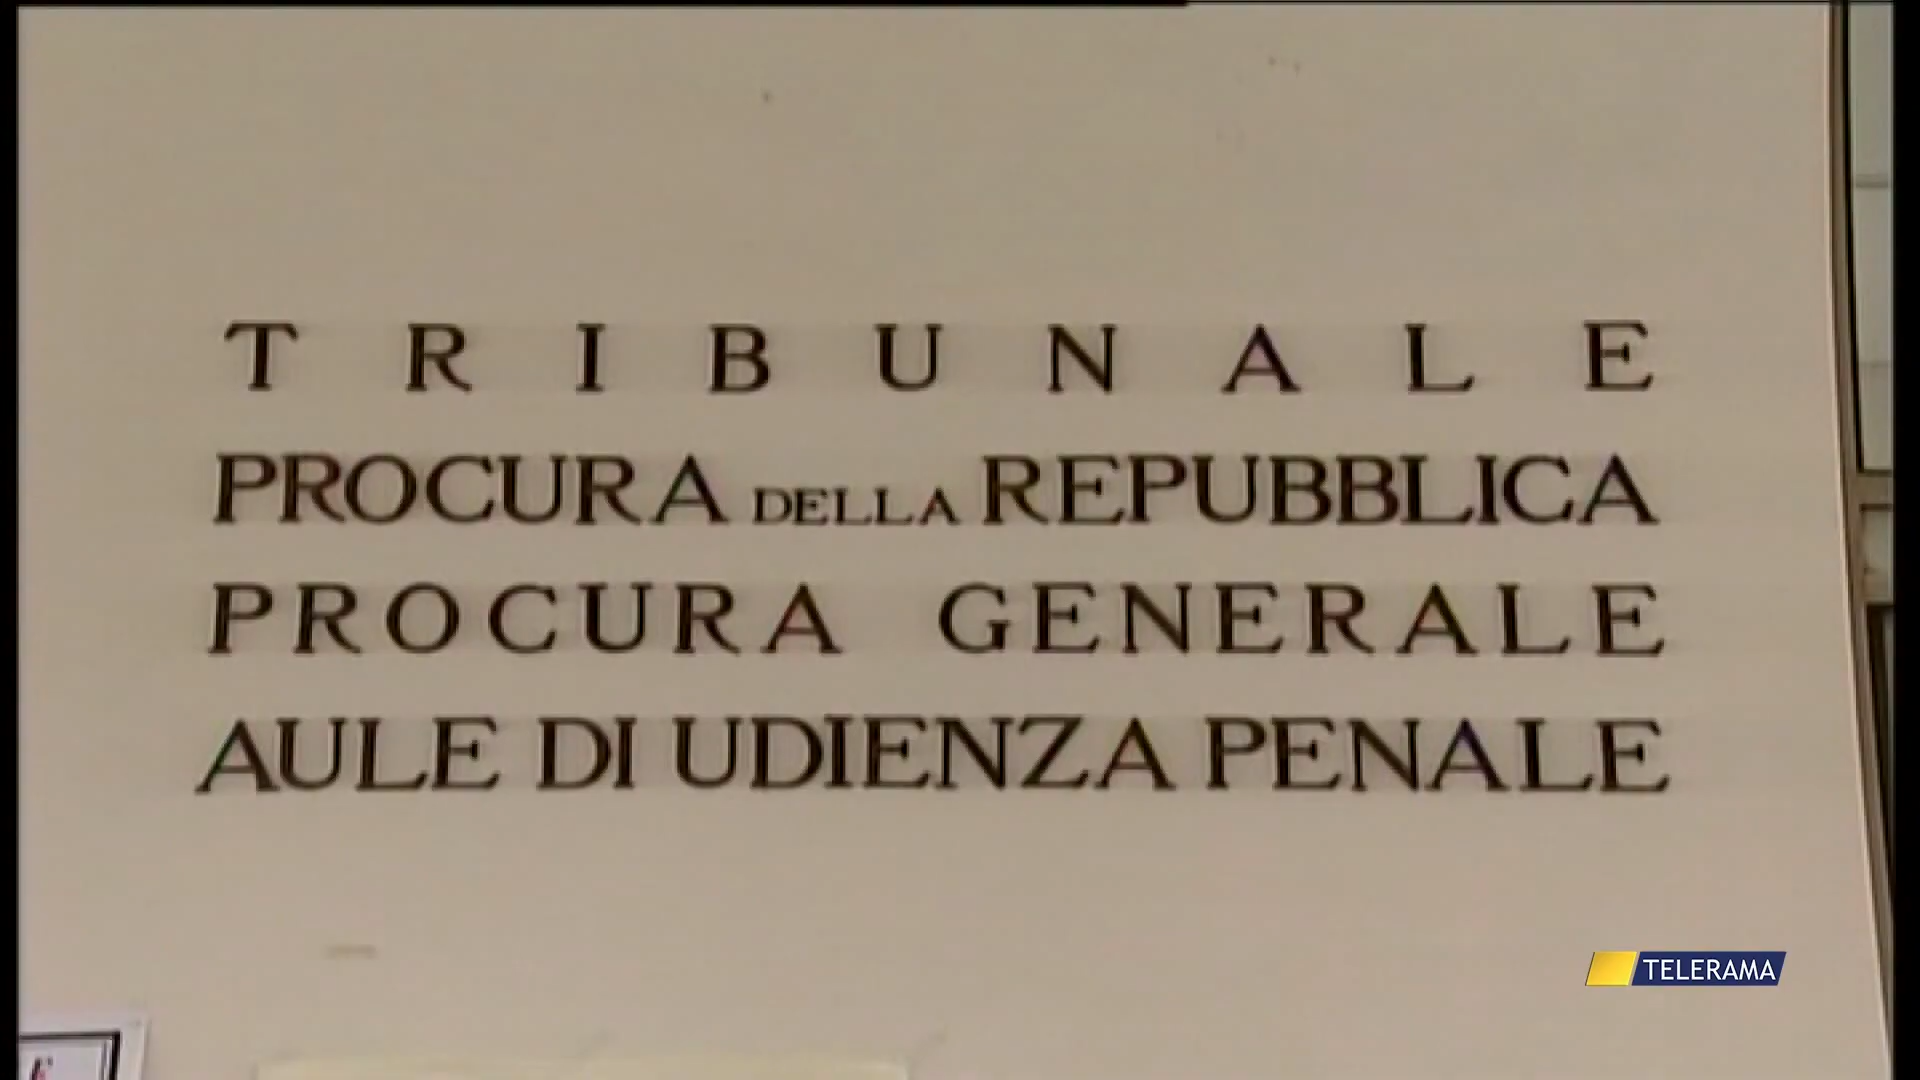 TRIBUNALE
PROCURA DELLA REPUBBLICA
PROCURA GENERALE
AULE DI UDIENZA PENALE
TELERAMA